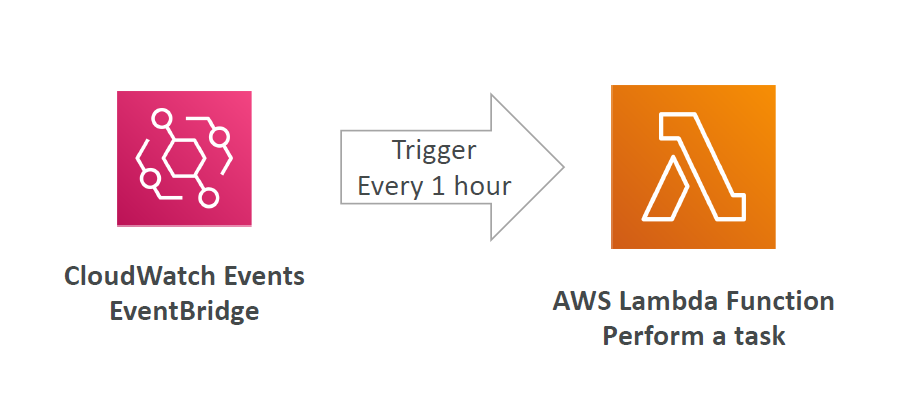 Trigger
Every 1 hour
CloudWatch Events
EventBridge
AWS Lambda Function
Perform a task